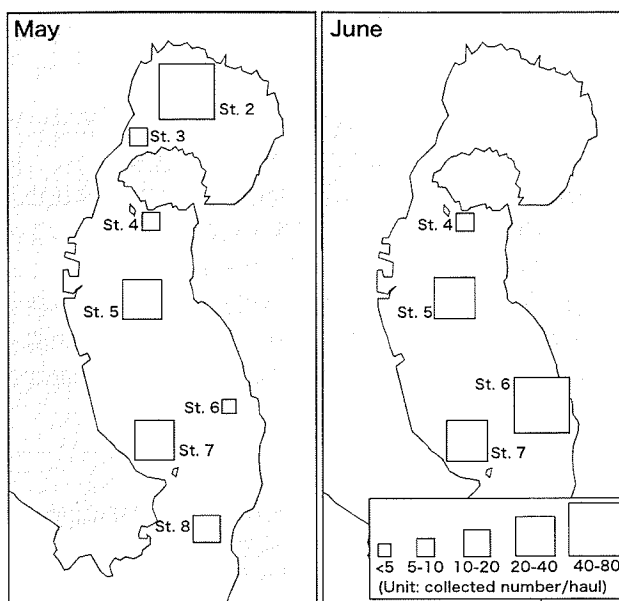 May
St. 2
St. 3
St. 4
St. 5
St. 6
St. 7
St. 8
June
St. 4
St. 5
St. 6
St. 7
<5 5-10 10-20 20-40 40-80
(Unit: collected number/haul)